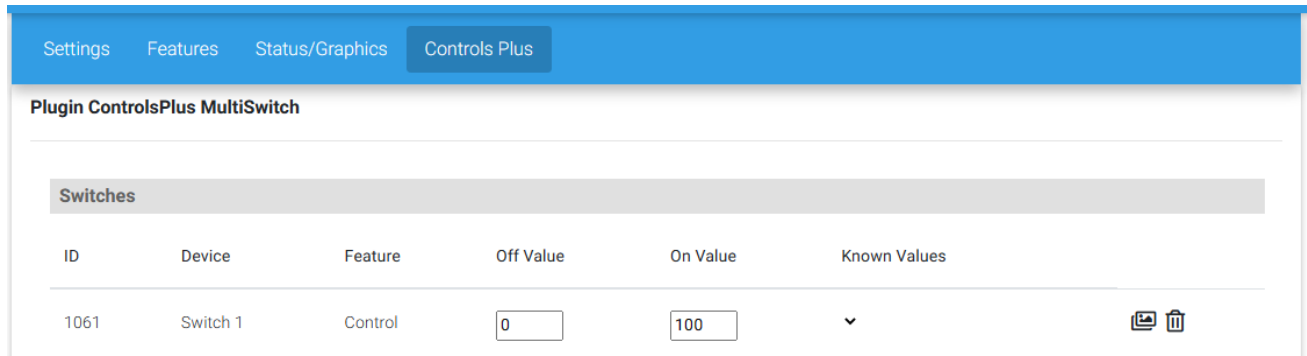 Settings Features Status/Graphics Controls Plus
Plugin ControlsPlus MultiSwitch
Switches
ID Device Feature Off Value On Value Known Values
1061 Switch 1 Control 0 100